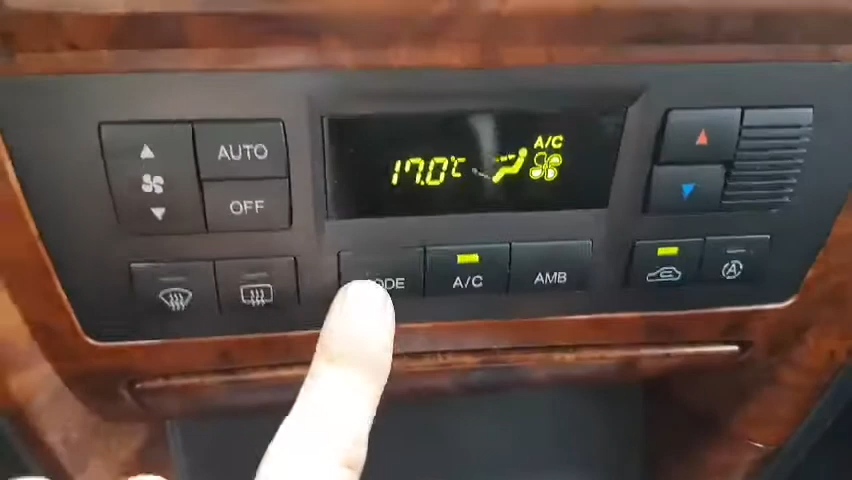 AUTO
OFF
17.0°C
A/C
MODE
A/C
AMB
A